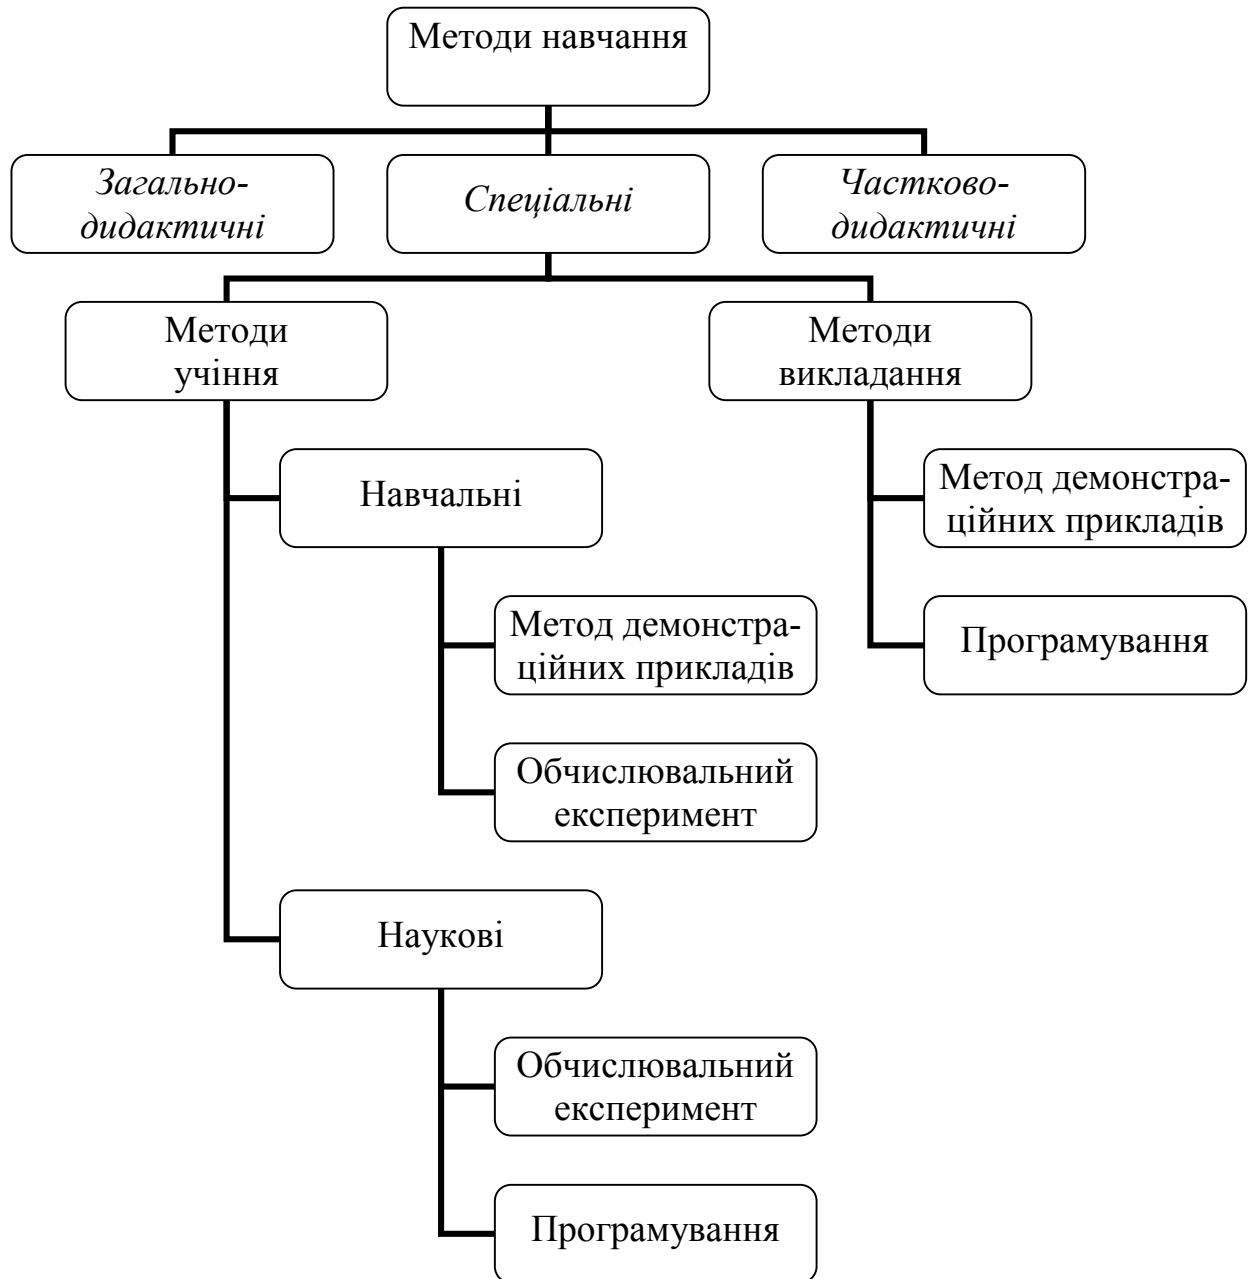 Методи навчання
Загально-
дидактичні
Спеціальні
Частково-
дидактичні
Методи
учіння
Методи
викладання
Навчальні
Метод демонстра-
ційних прикладів
Метод демонстра-
ційних прикладів
Програмування
Обчислювальний
експеримент
Наукові
Обчислювальний
експеримент
Програмування